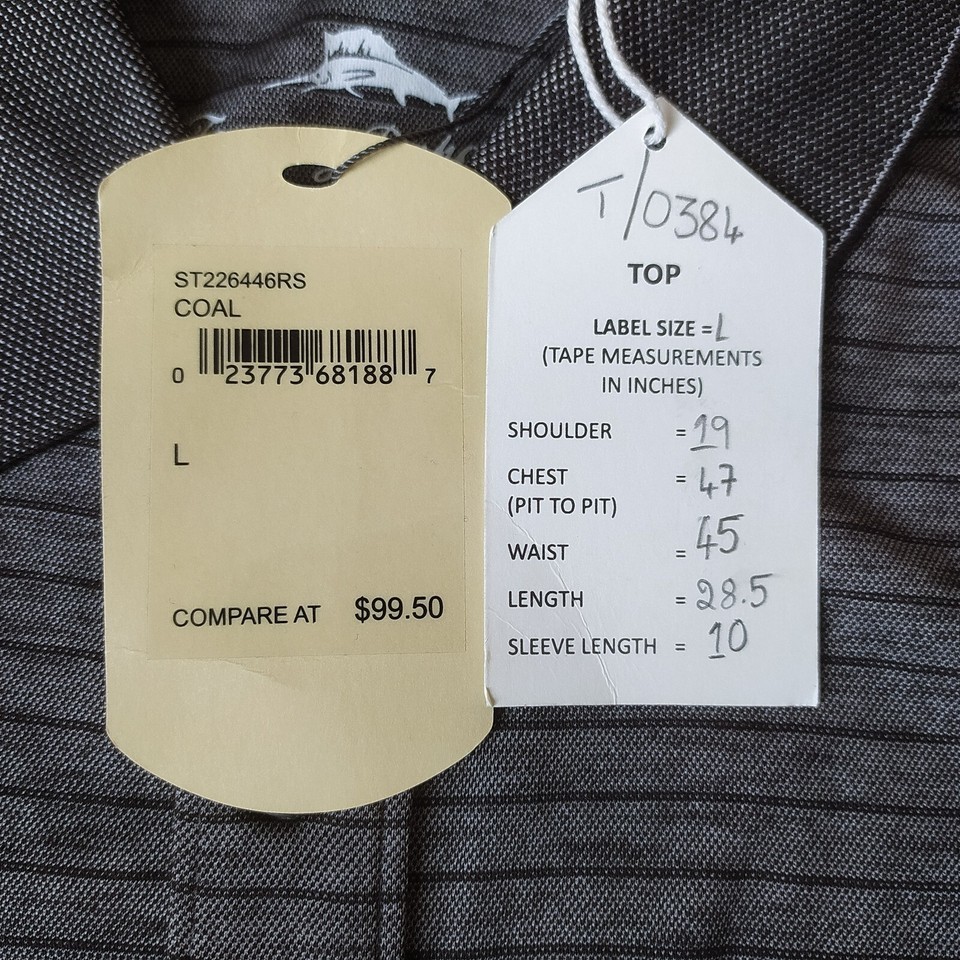 ST226446RS
COAL
0 23773 68188 7
L
COMPARE AT $99.50
T/0384
TOP
LABEL SIZE = L
(TAPE MEASUREMENTS
IN INCHES)
SHOULDER = 19
CHEST = 47
(PIT TO PIT)
WAIST = 45
LENGTH = 28.5
SLEEVE LENGTH = 10